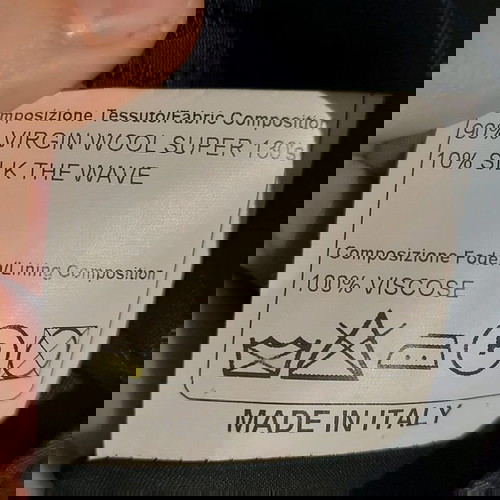 Composizione Tessuto/Fabric Composition
90% VIRGIN WOOL SUPER 130's
10% SILK THE WAVE
Composizione Fodera/Lining Composition
100% VISCOSE
P
MADE IN ITALY